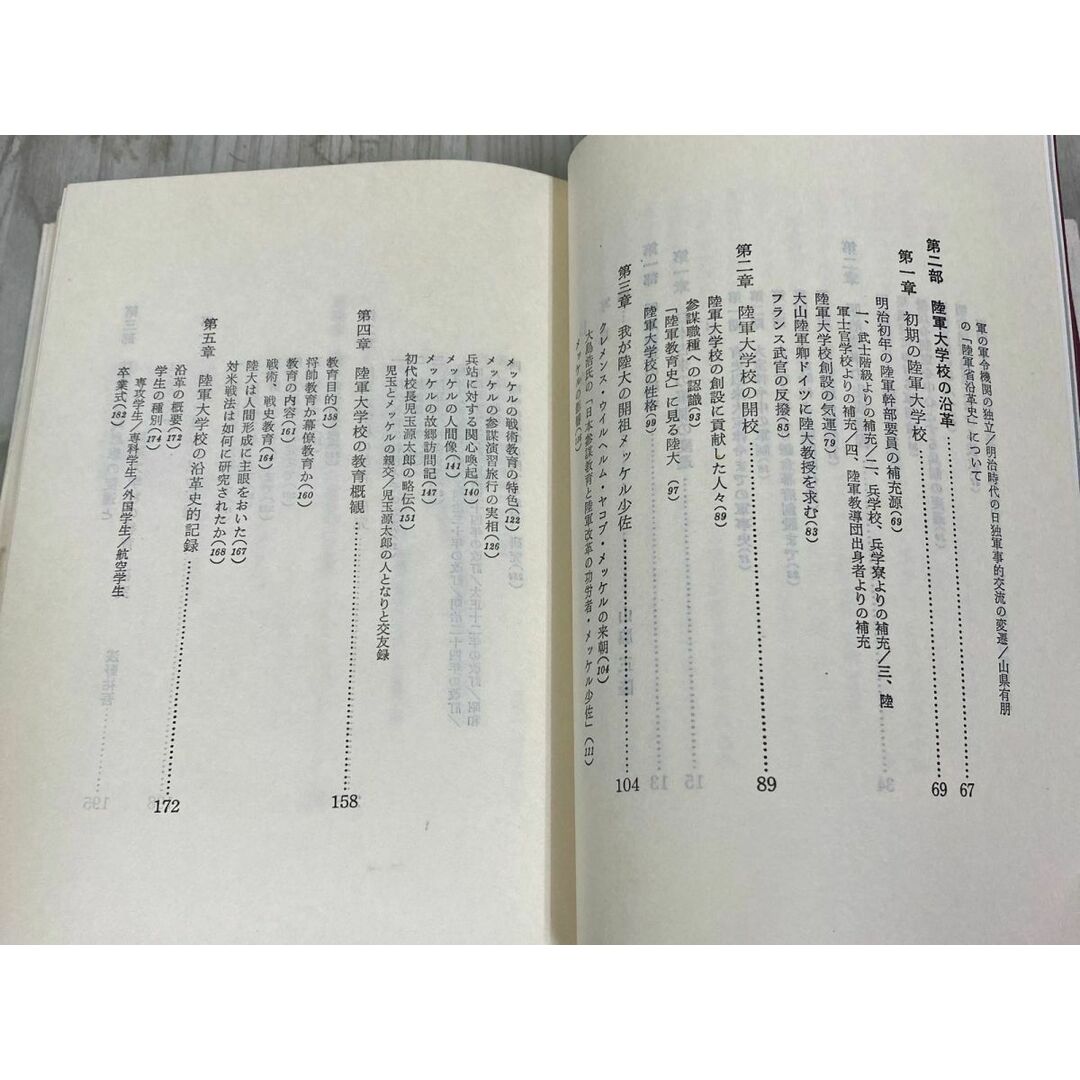 軍の軍令機関の独立/明治時代の日独軍事的交流の変遷/山県有朋
の「陸軍省沿革史」について
第二部 陸軍大学校の沿革……67
第一章 初期の陸軍大学校……69
明治初年の陸軍幹部要員の補充源(69)
一、武士階級よりの補充/二、兵学校、兵学寮よりの補充/三、陸
軍士官学校よりの補充/四、陸軍教導団出身者よりの補充
陸軍大学校創設の気運(79)
大山陸軍卿ドイツに陸大教授を求む(83)
フランス武官の反撥(85)
第二章 陸軍大学校の開校……89
陸軍大学校の創設に貢献した人々(89)
参謀職種への認識(93)
「陸軍教育史」に見る陸大(97)
陸軍大学校の性格(99)
第三章 我が陸大の開祖メッケル少佐……104
クレメンス・ウイルヘルム・ヤコブ・メッケルの来朝(104)
大島浩氏の「日本参謀教育と陸軍改革の功労者・メッケル少佐」(111)
メッケルの戦術教育の特色(122)
メッケルの参謀演習旅行の実相(126)
兵站に対する関心喚起(140)
メッケルの人間像(141)
メッケルの故郷訪問記(147)
初代校長児玉源太郎の略伝(151)
児玉とメッケルの親交/児玉源太郎の人となりと交友録
第四章 陸軍大学校の教育概観……158
教育目的(158)
将帥教育か幕僚教育か(160)
教育の内容(161)
戦術、戦史教育(164)
陸大は人間形成に主眼をおいた(167)
対米戦法は如何に研究されたか(168)
第五章 陸軍大学校の沿革史的記録……172
沿革の概要(172)
学生の種別(174)
専攻学生/専科学生/外国学生/航空学生
卒業式(182)